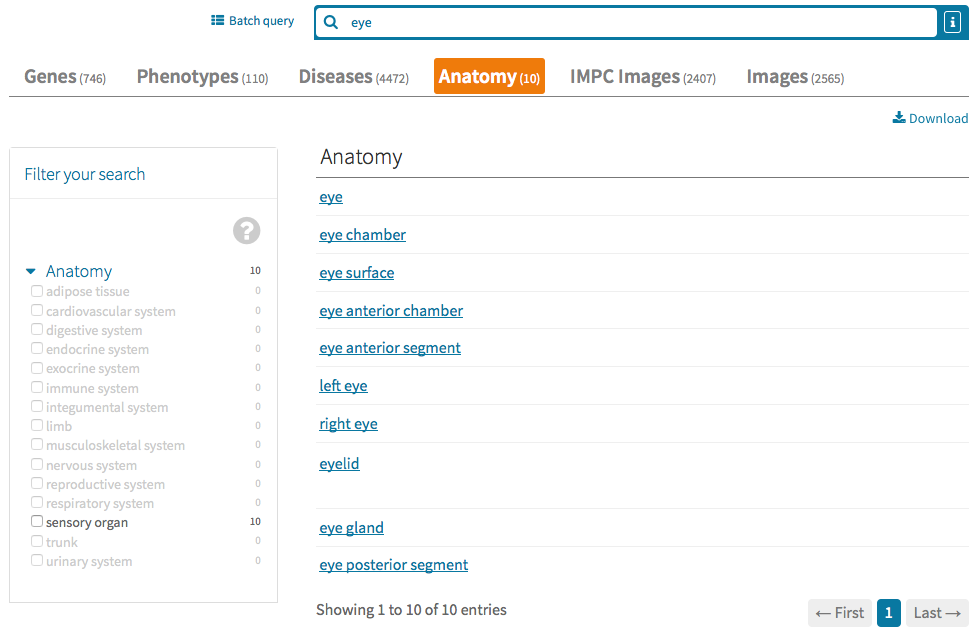 Batch query
eye
i
Genes (746) Phenotypes (110) Diseases (4472) Anatomy (10) IMPC Images (2407) Images (2565)
Download
Filter your search
?
Anatomy 10
adipose tissue 0
cardiovascular system 0
digestive system 0
endocrine system 0
exocrine system 0
immune system 0
integumental system 0
limb 0
musculoskeletal system 0
nervous system 0
reproductive system 0
respiratory system 0
sensory organ 10
trunk 0
urinary system 0
Anatomy
eye
eye chamber
eye surface
eye anterior chamber
eye anterior segment
left eye
right eye
eyelid
eye gland
eye posterior segment
Showing 1 to 10 of 10 entries
← First 1 Last →